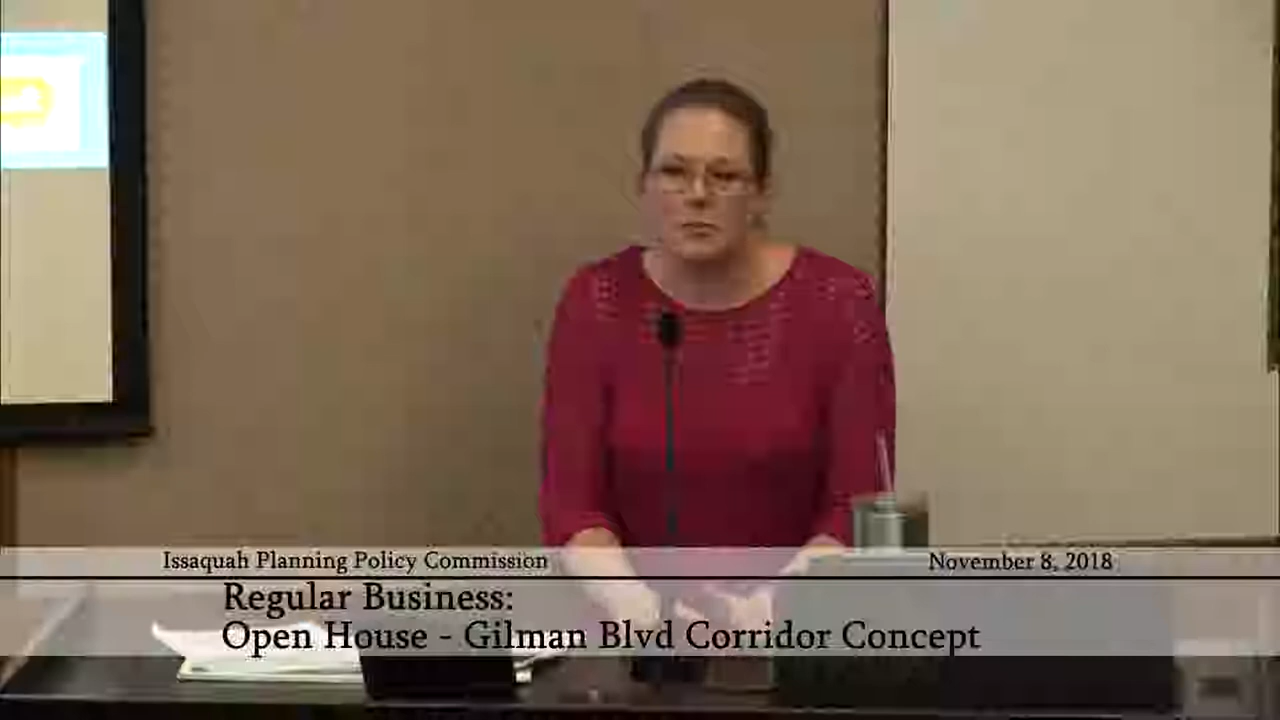 Issaquah Planning Policy Commission
November 8, 2018
Regular Business:
Open House - Gilman Blvd Corridor Concept